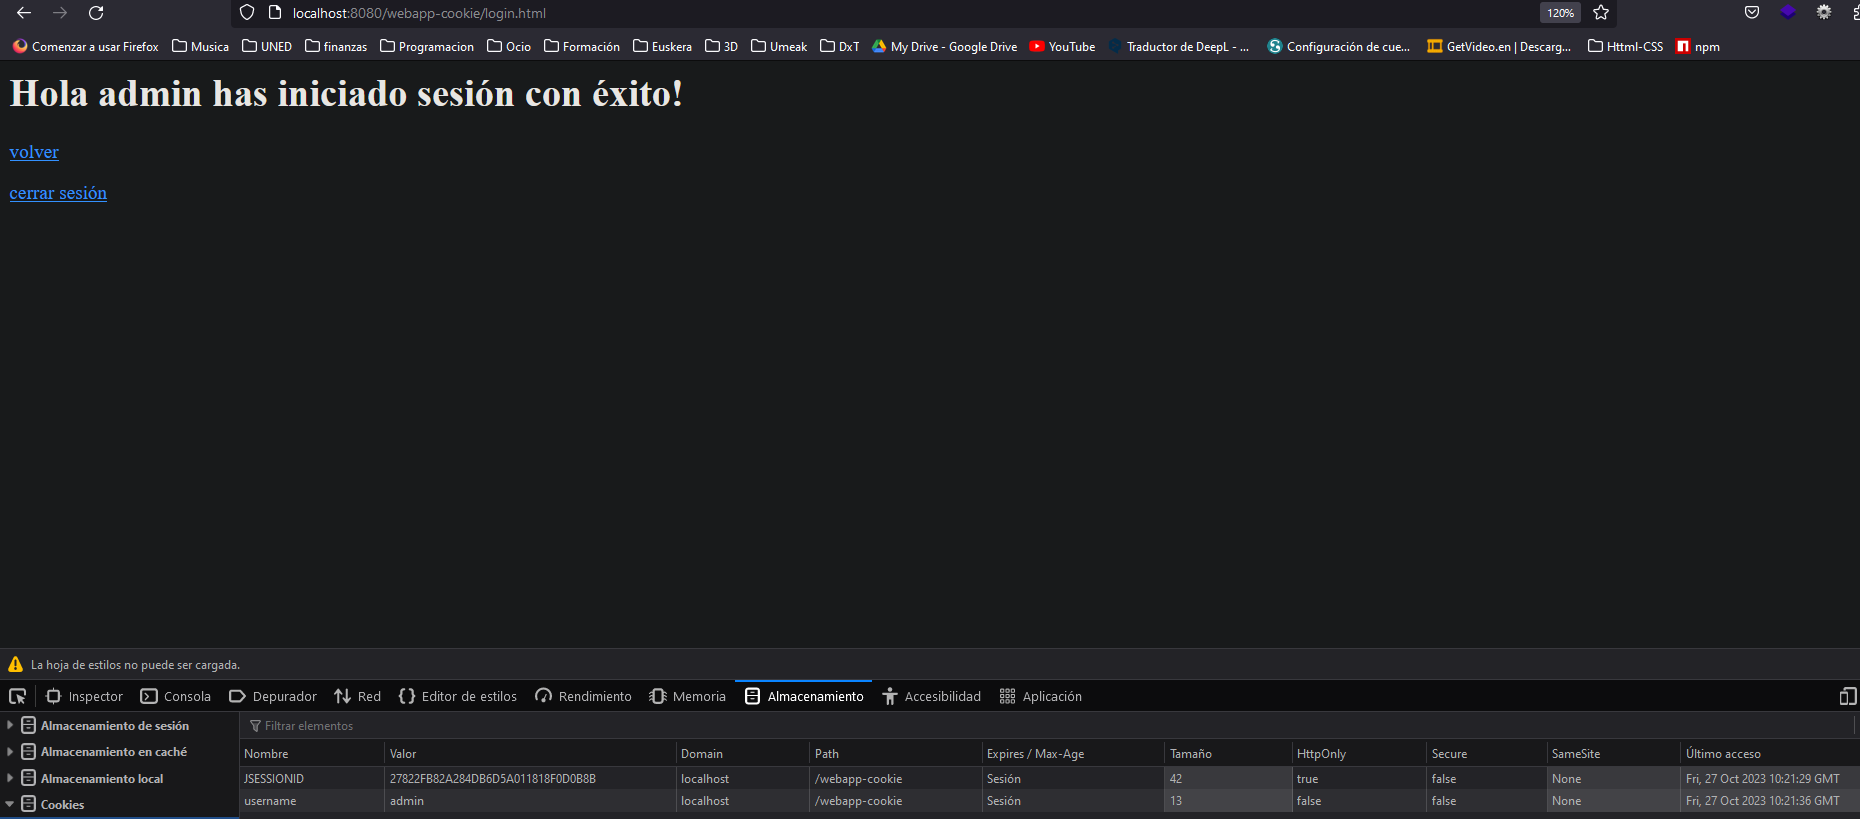 localhost:8080/webapp-cookie/login.html 120%
Comenzar a usar Firefox Musica UNED finanzas Programacion Ocio Formación Euskera 3D Umeak DxT My Drive - Google Drive YouTube Traductor de DeepL - ... Configuración de cue... GetVideo.en | Descarg... Httml-CSS npm
Hola admin has iniciado sesión con éxito!
volver
cerrar sesión
La hoja de estilos no puede ser cargada.
Inspector Consola Depurador Red Editor de estilos Rendimiento Memoria Almacenamiento Accesibilidad Aplicación
Almacenamiento de sesión
Almacenamiento en caché
Almacenamiento local
Cookies
Filtrar elementos
Nombre Valor Domain Path Expires / Max-Age Tamaño HttpOnly Secure SameSite Último acceso
JSESSIONID 27822FB82A284DB6D5A011818F0D0B8B localhost /webapp-cookie Sesión 42 true false None Fri, 27 Oct 2023 10:21:29 GMT
username admin localhost /webapp-cookie Sesión 13 false false None Fri, 27 Oct 2023 10:21:36 GMT